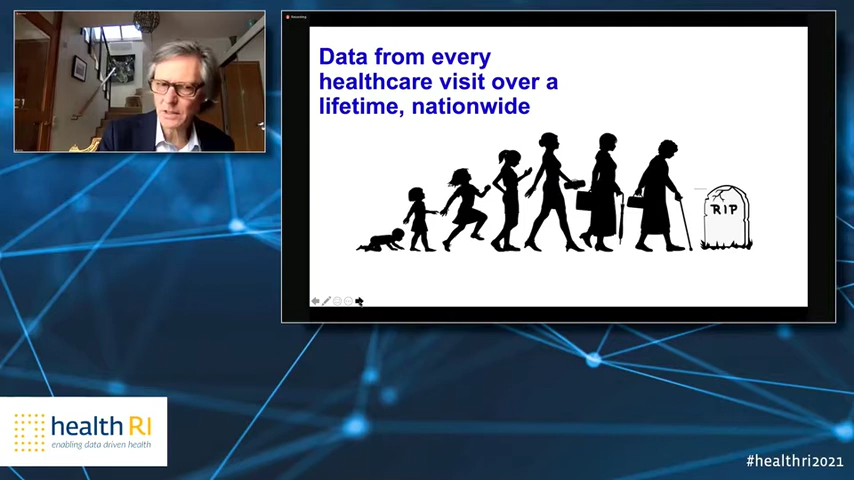 Data from every
healthcare visit over a
lifetime, nationwide
RIP
health RI
enabling data driven health
#healthri2021